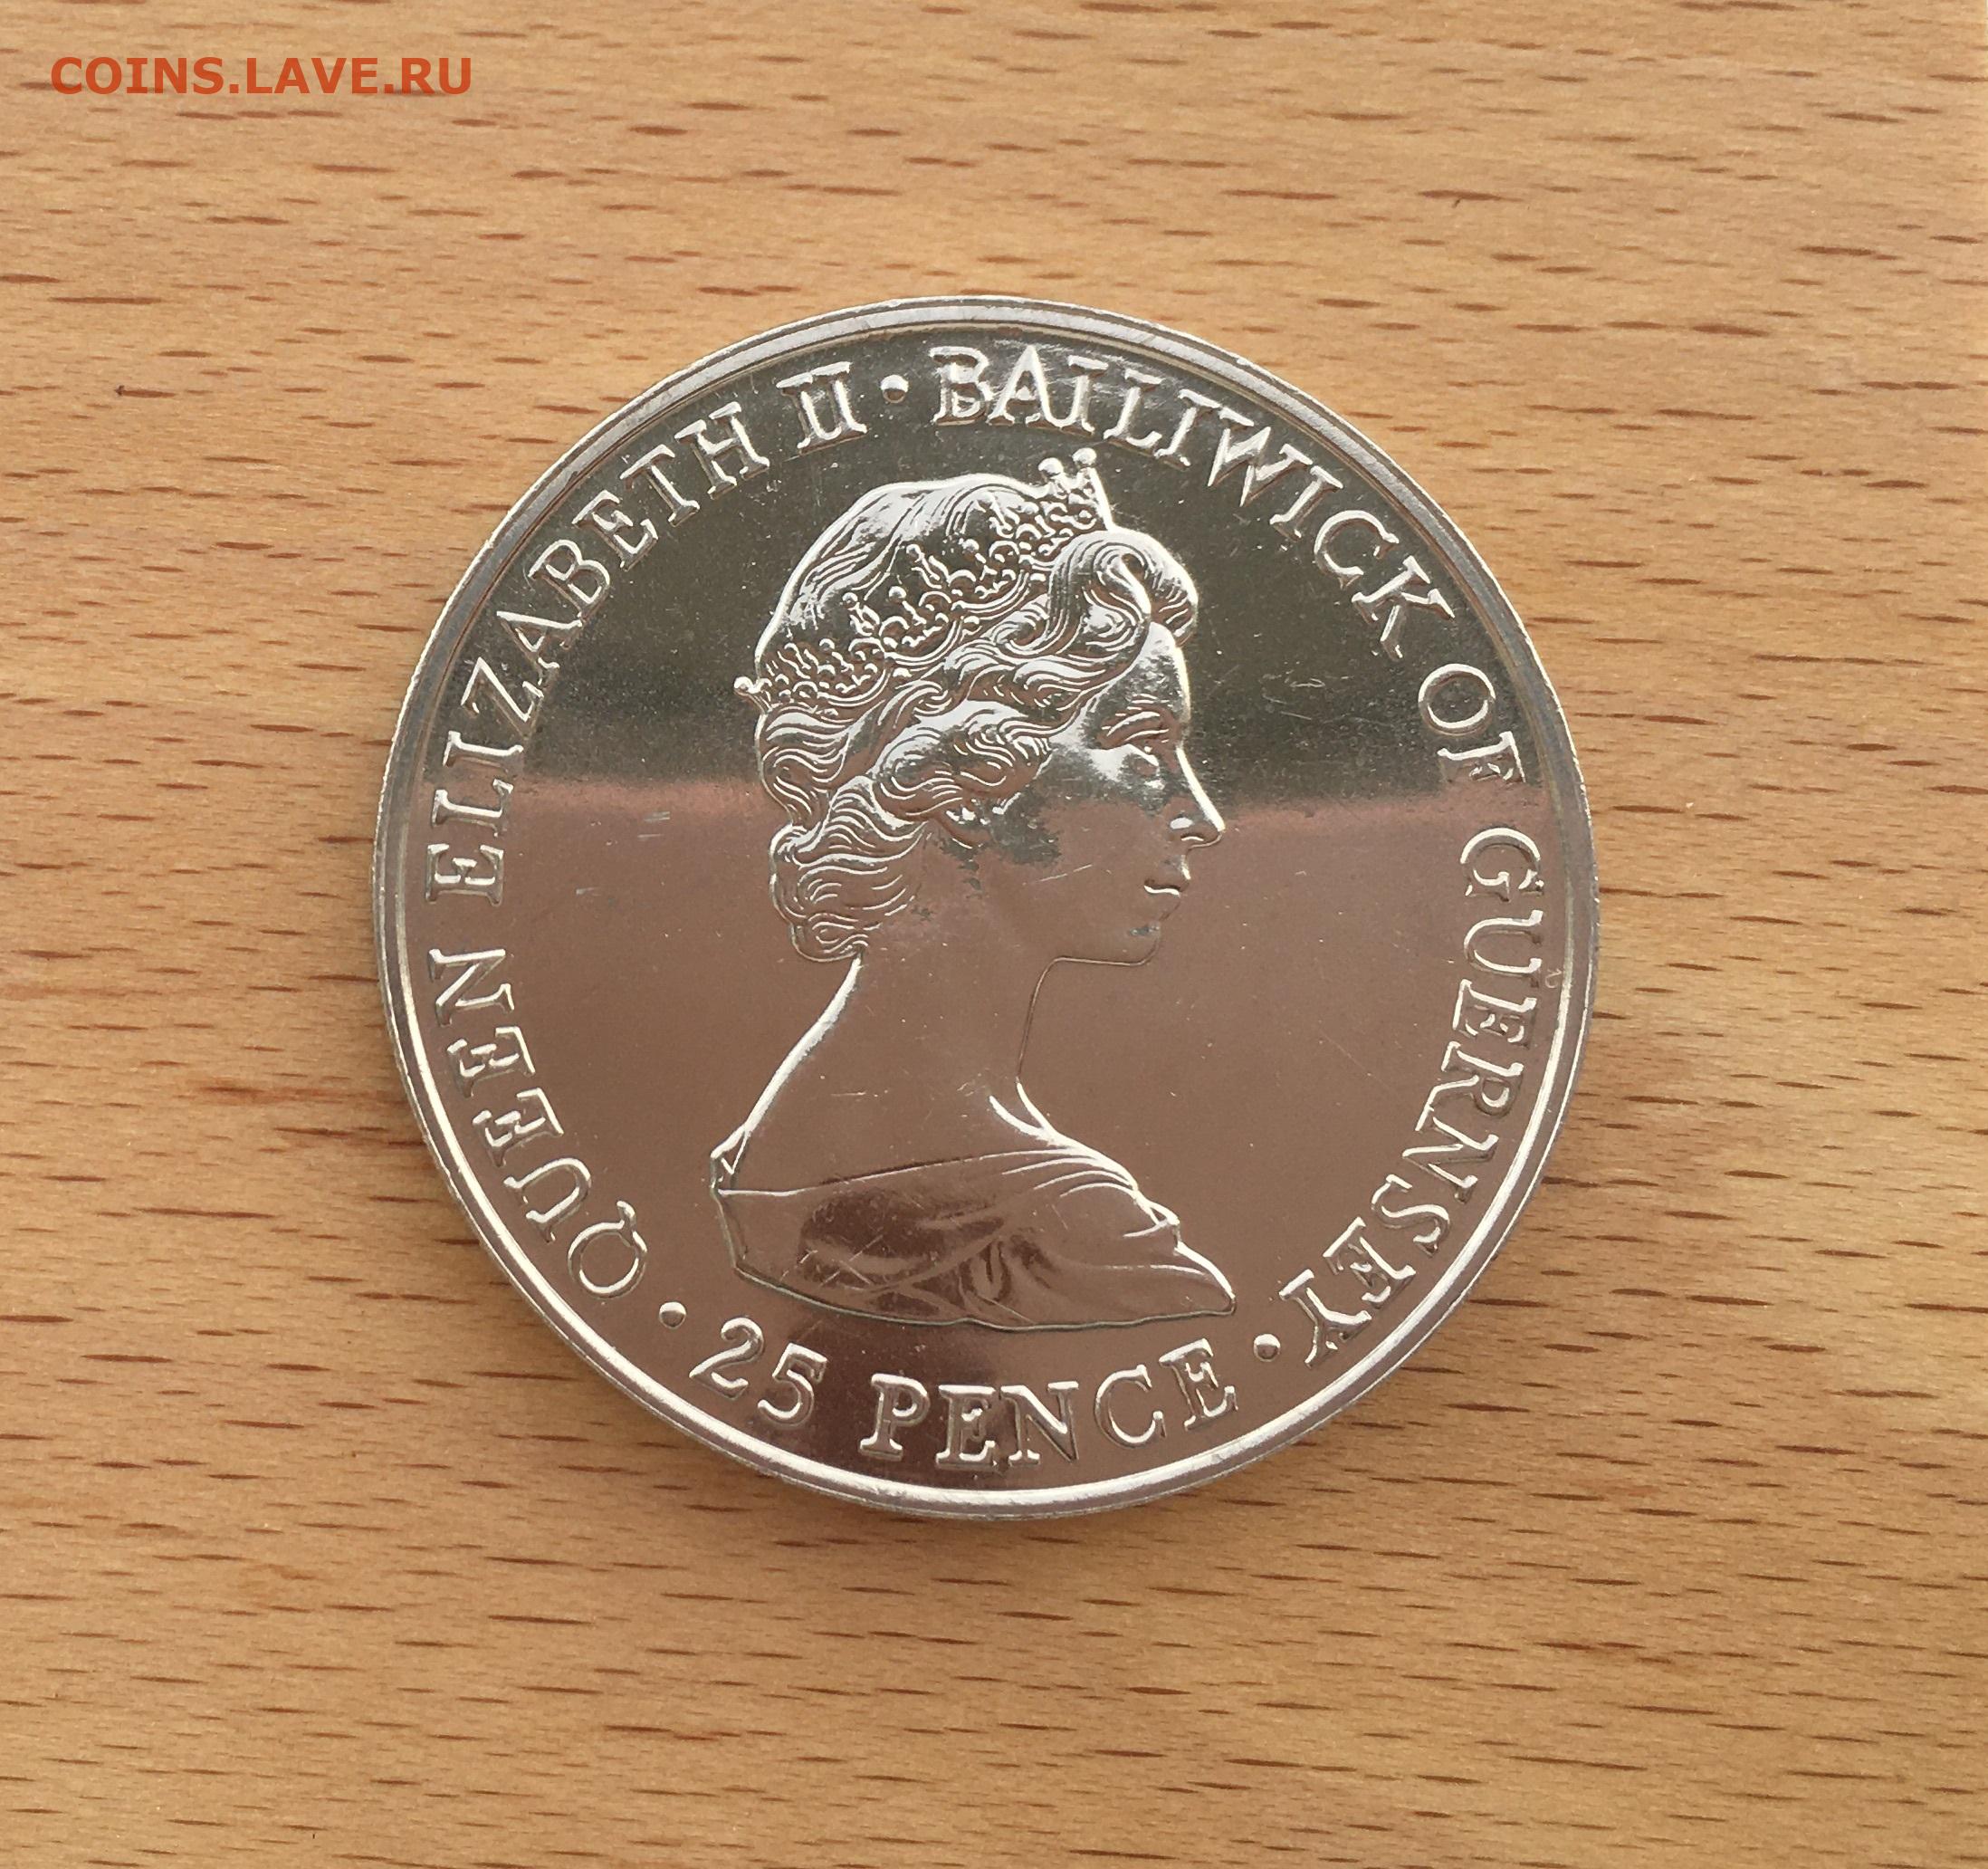 COINS.LAVE.RU
QUEEN ELIZABETH II · BAILIWICK OF GUERNSEY ·
25 PENCE ·